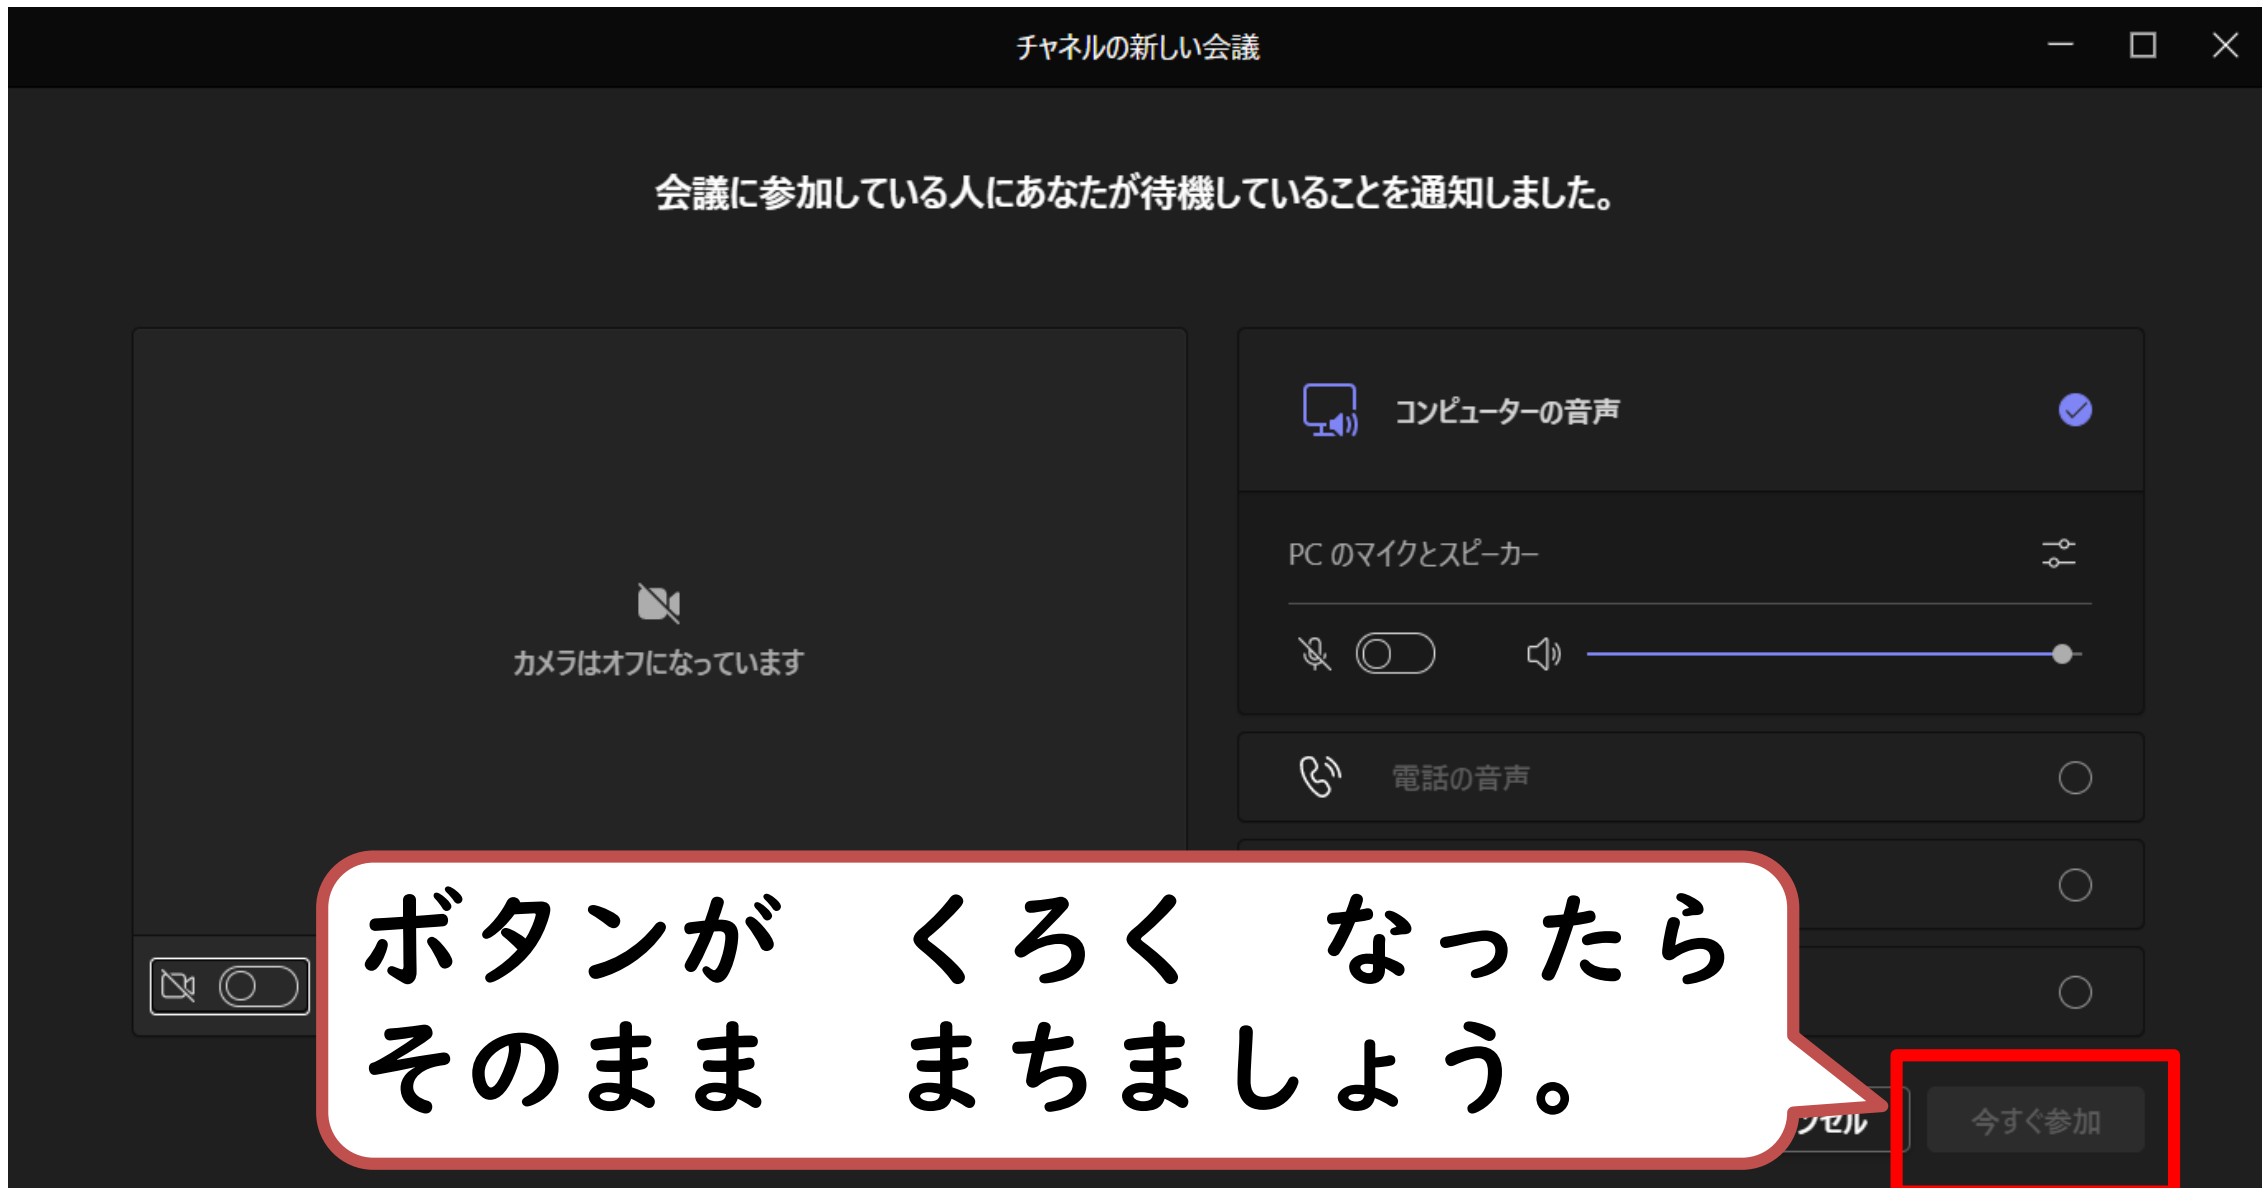 チャネルの新しい会議
会議に参加している人にあなたが待機していることを通知しました。
コンピューターの音声
PC のマイクとスピーカー
カメラはオフになっています
電話の音声
ボタンが　くろく　なったら
そのまま　まちましょう。
ンセル
今すぐ参加